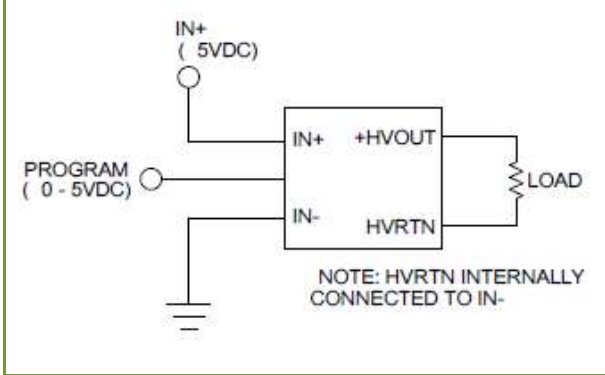 IN+
( 5VDC)
IN+ +HVOUT
PROGRAM
( 0 - 5VDC)
LOAD
IN- HVRTN
NOTE: HVRTN INTERNALLY
CONNECTED TO IN-